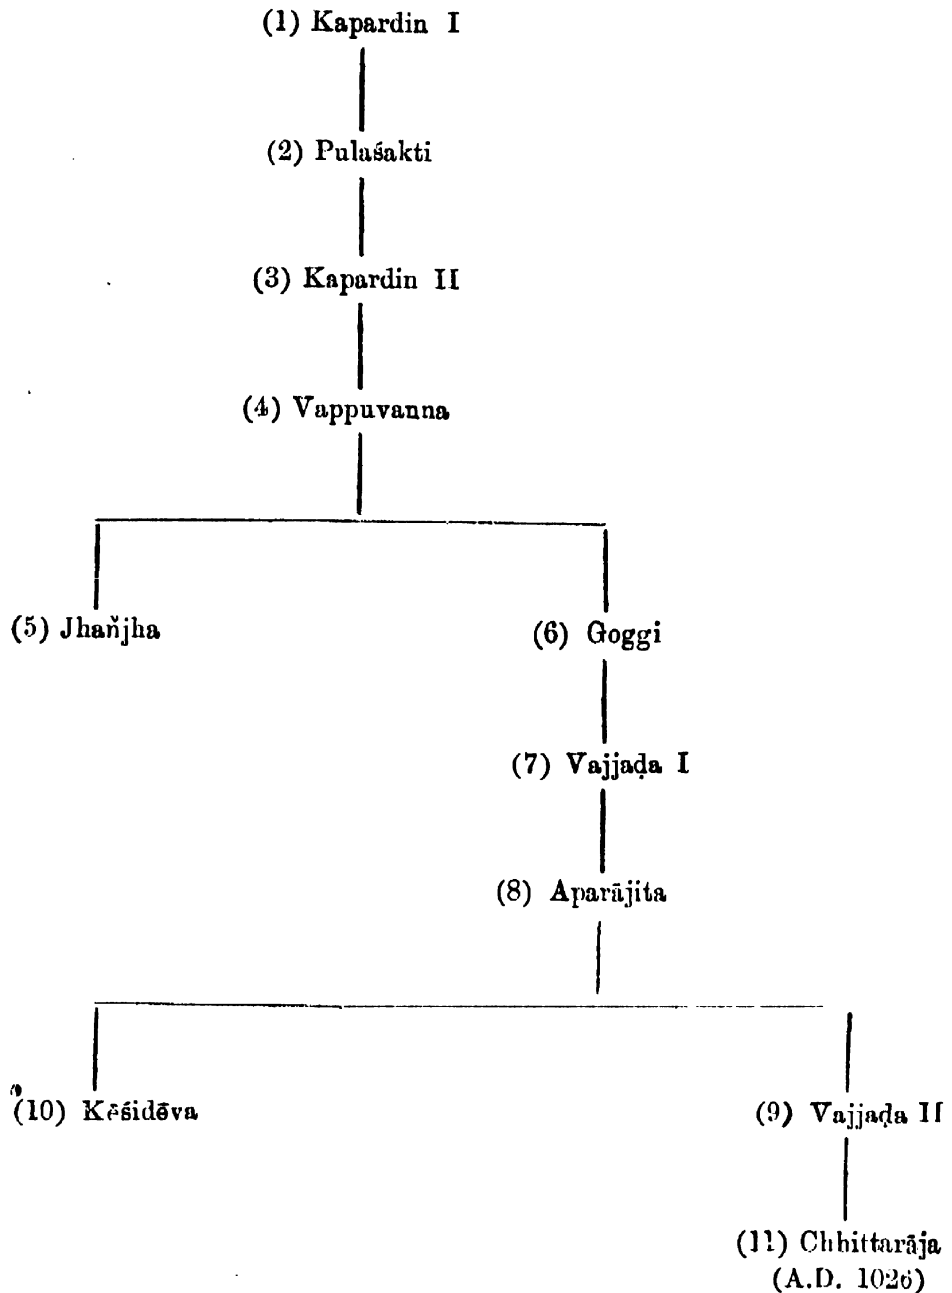 (1) Kapardin I
(2) Pulaśakti
(3) Kapardin II
(4) Vappuvanna
(5) Jhaňjha
(6) Goggi
(7) Vajjaḍa I
(8) Aparājita
(10) Kēśidēva
(9) Vajjaḍa II
(11) Chhittarāja
(A.D. 1026)